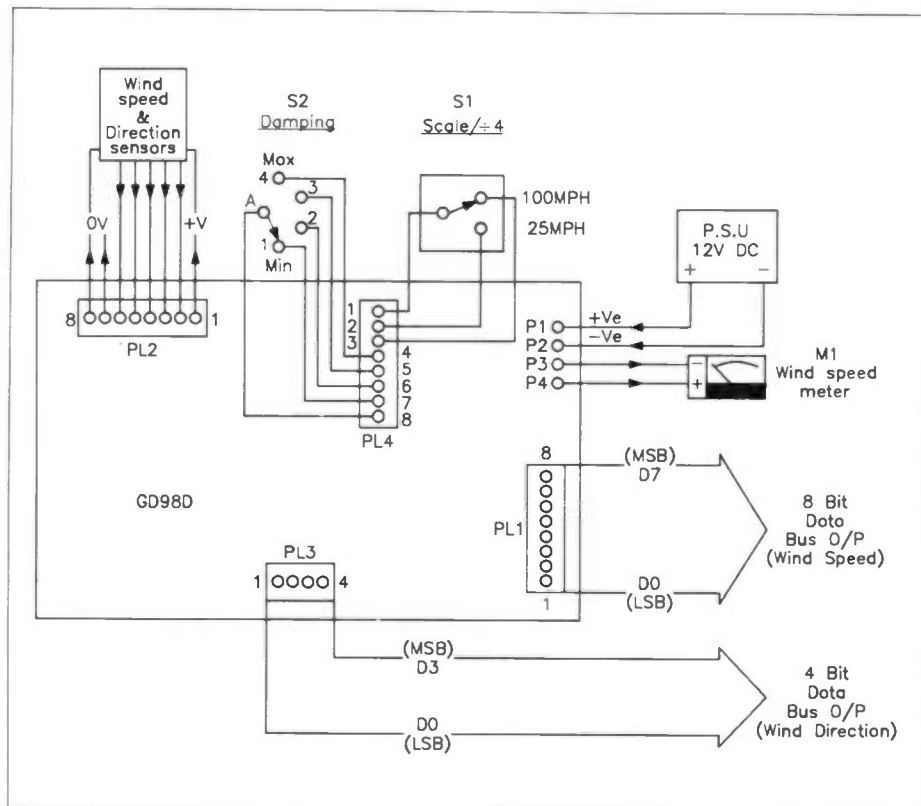 Wind
speed
&
Direction
sensors
0V
+V
8
1
PL2
S2
Damping
Max
4
3
A
2
1
Min
S1
Scale/÷4
100MPH
25MPH
1
2
3
4
5
6
7
8
PL4
P.S.U
12V DC
+ −
P1
+Ve
P2
−Ve
P3
P4
−
+
M1
Wind speed
meter
GD98D
8
PL1
1
(MSB)
D7
D0
(LSB)
8 Bit
Data
Bus O/P
(Wind Speed)
PL3
1
4
(MSB)
D3
D0
(LSB)
4 Bit
Data
Bus O/P
(Wind Direction)